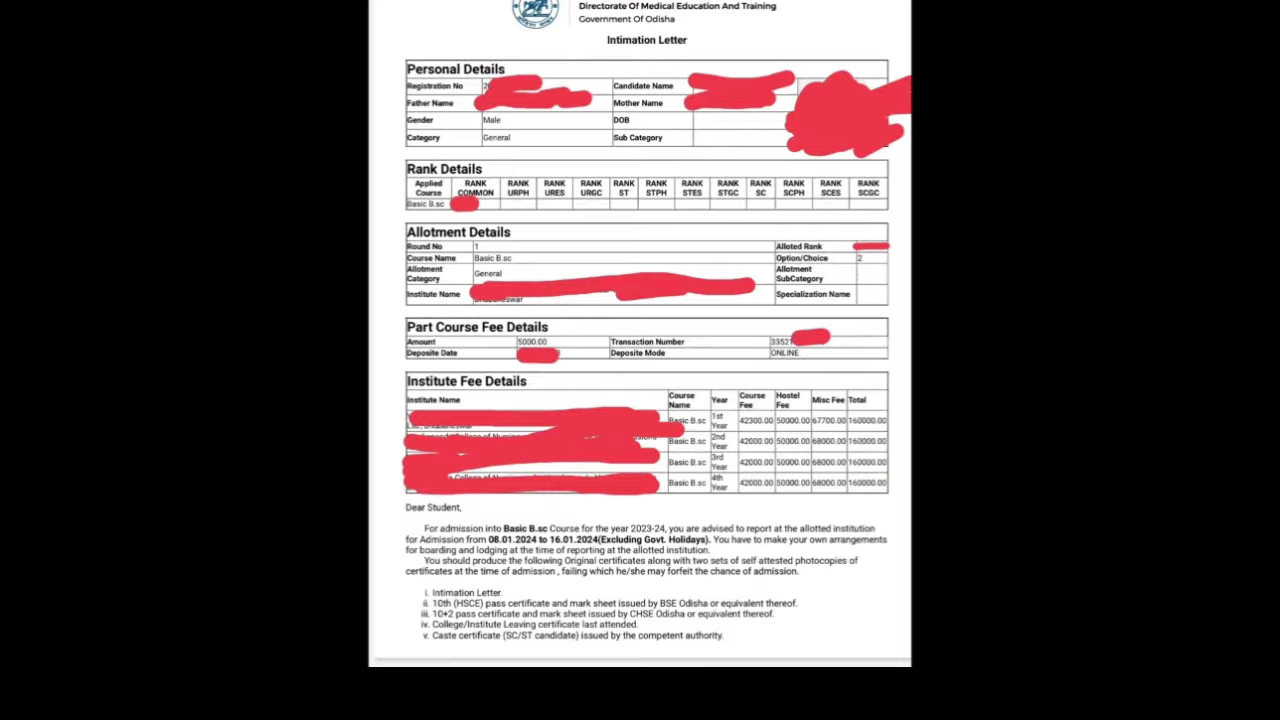 Directorate Of Medical Education And Training
Government Of Odisha
Intimation Letter
Personal Details
Registration No 2 Candidate Name
Father Name Mother Name
Gender Male DOB
Category General Sub Category
Rank Details
Applied Course RANK COMMON RANK URPH RANK URES RANK URGC RANK ST RANK STPH RANK STES RANK STGC RANK SC RANK SCPH RANK SCES RANK SCGC
Basic B.sc
Allotment Details
Round No 1 Alloted Rank
Course Name Basic B.sc Option/Choice 2
Allotment Category General Allotment SubCategory
Institute Name Bhubaneswar Specialization Name
Part Course Fee Details
Amount 5000.00 Transaction Number 33521
Deposite Date Deposite Mode ONLINE
Institute Fee Details
Institute Name Course Name Year Course Fee Hostel Fee Misc Fee Total
Bhubaneswar Basic B.sc 1st Year 42300.00 50000.00 67700.00 160000.00
College of Nursing Basic B.sc 2nd Year 42000.00 50000.00 68000.00 160000.00
Basic B.sc 3rd Year 42000.00 50000.00 68000.00 160000.00
College of Basic B.sc 4th Year 42000.00 50000.00 68000.00 160000.00
Dear Student,
For admission into Basic B.sc Course for the year 2023-24, you are advised to report at the allotted institution
for Admission from 08.01.2024 to 16.01.2024(Excluding Govt. Holidays). You have to make your own arrangements
for boarding and lodging at the time of reporting at the allotted institution.
You should produce the following Original certificates along with two sets of self attested photocopies of
certificates at the time of admission , failing which he/she may forfeit the chance of admission.
i. Intimation Letter.
ii. 10th (HSCE) pass certificate and mark sheet issued by BSE Odisha or equivalent thereof.
iii. 10+2 pass certificate and mark sheet issued by CHSE Odisha or equivalent thereof.
iv. College/Institute Leaving certificate last attended.
v. Caste certificate (SC/ST candidate) issued by the competent authority.